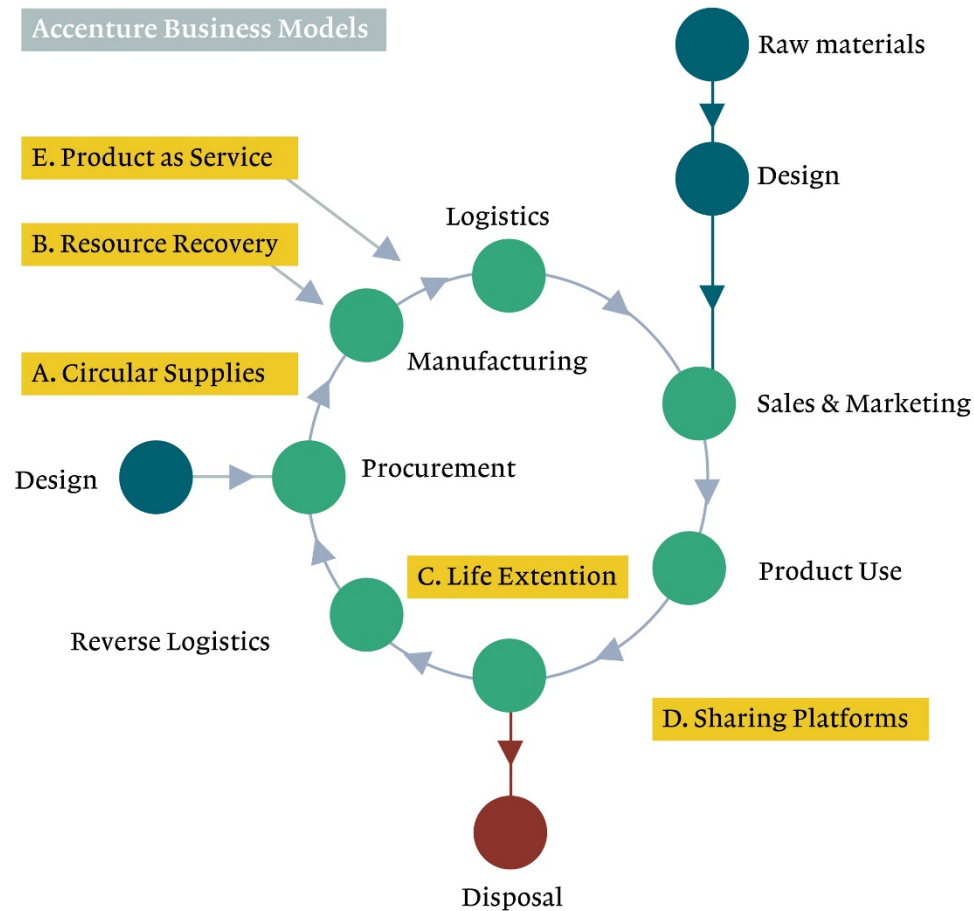 Accenture Business Models
Raw materials
E. Product as Service
Design
Logistics
B. Resource Recovery
Manufacturing
A. Circular Supplies
Sales & Marketing
Design
Procurement
C. Life Extention
Product Use
Reverse Logistics
D. Sharing Platforms
Disposal